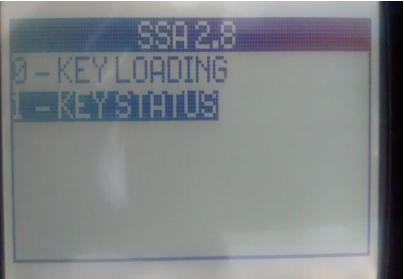 SSA 2.8
0 - KEY LOADING
1 - KEY STATUS